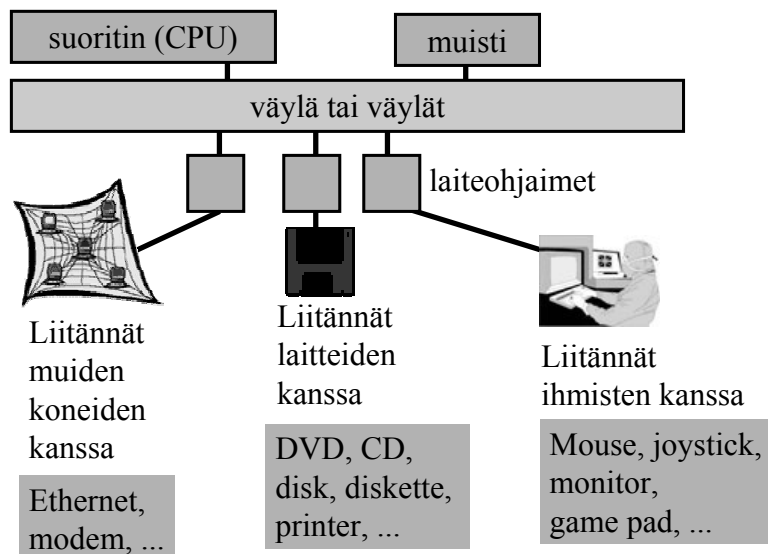 suoritin (CPU)
muisti
väylä tai väylät
laiteohjaimet
Liitännät
muiden
koneiden
kanssa
Ethernet,
modem, ...
Liitännät
laitteiden
kanssa
DVD, CD,
disk, diskette,
printer, ...
Liitännät
ihmisten kanssa
Mouse, joystick,
monitor,
game pad, ...